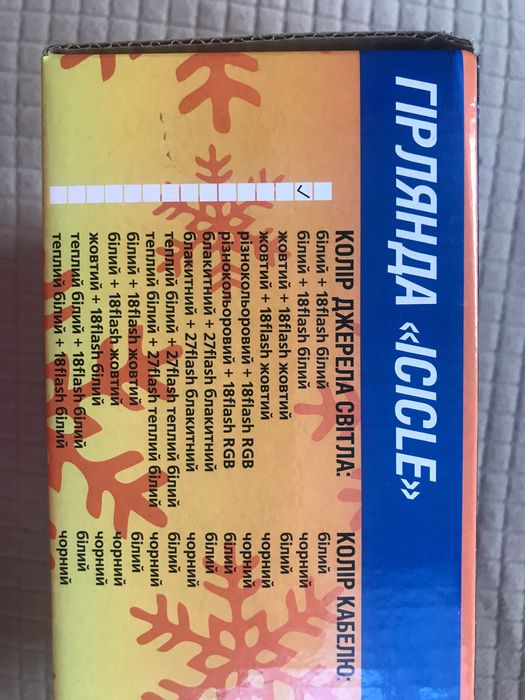 ГІРЛЯНДА «ICICLE»
КОЛІР ДЖЕРЕЛА СВІТЛА: КОЛІР КАБЕЛЮ:
білий + 18flash білий білий
білий + 18flash білий чорний
жовтий + 18flash жовтий білий
жовтий + 18flash жовтий чорний
різнокольоровий + 18flash RGB чорний
різнокольоровий + 18flash RGB білий
блакитний + 27flash блакитний білий
блакитний + 27flash блакитний чорний
теплий білий + 27flash теплий білий білий
теплий білий + 27flash теплий білий чорний
білий + 18flash жовтий білий
білий + 18flash жовтий чорний
жовтий + 18flash білий чорний
теплий білий + 18flash білий білий
теплий білий + 18flash білий чорний